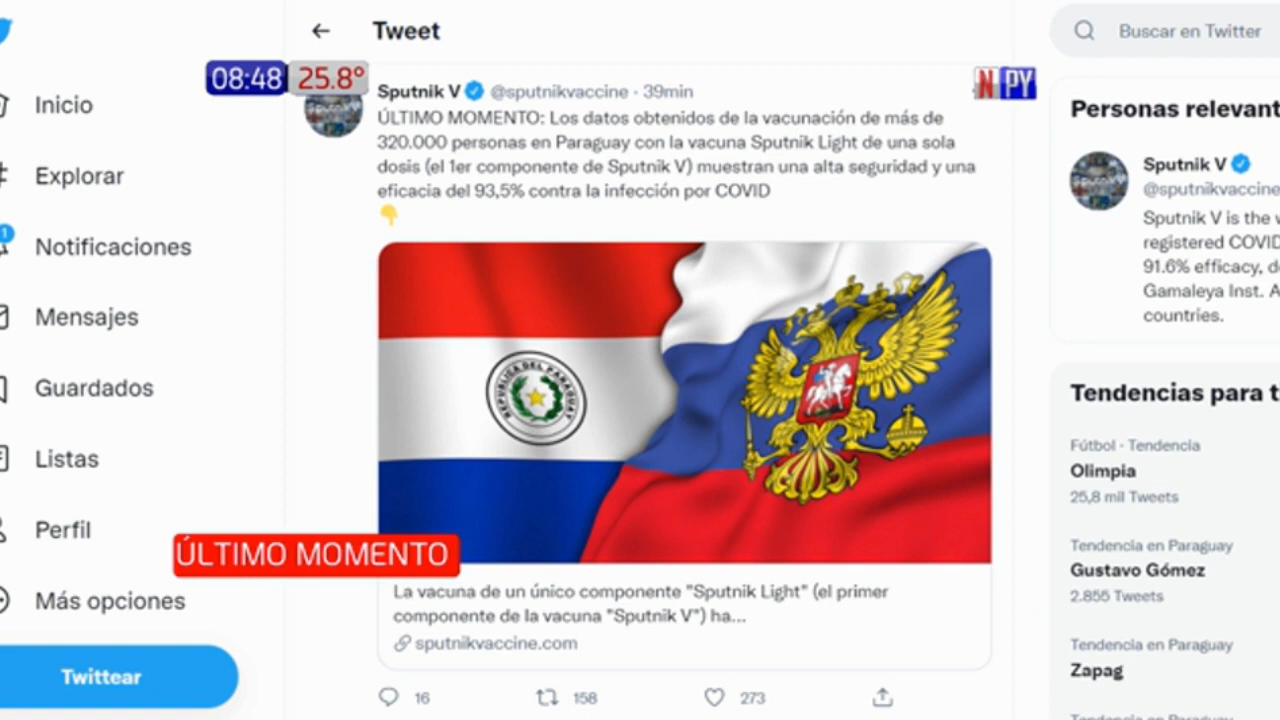 Tweet
Buscar en Twitter
08:48 25.8°
NPY
Inicio
Explorar
Notificaciones
1
Mensajes
Guardados
Listas
Perfil
Más opciones
Twittear
Sputnik V @sputnikvaccine · 39min
ÚLTIMO MOMENTO: Los datos obtenidos de la vacunación de más de
320.000 personas en Paraguay con la vacuna Sputnik Light de una sola
dosis (el 1er componente de Sputnik V) muestran una alta seguridad y una
eficacia del 93,5% contra la infección por COVID
REPUBLICA DEL PARAGUAY
ÚLTIMO MOMENTO
La vacuna de un único componente "Sputnik Light" (el primer
componente de la vacuna "Sputnik V") ha...
sputnikvaccine.com
16 158 273
Personas relevant
Sputnik V
@sputnikvaccine
Sputnik V is the
registered COVID
91.6% efficacy,
Gamaleya Inst. A
countries.
Tendencias para t
Fútbol · Tendencia
Olimpia
25,8 mil Tweets
Tendencia en Paraguay
Gustavo Gómez
2.855 Tweets
Tendencia en Paraguay
Zapag
Tendencia en Paraguay